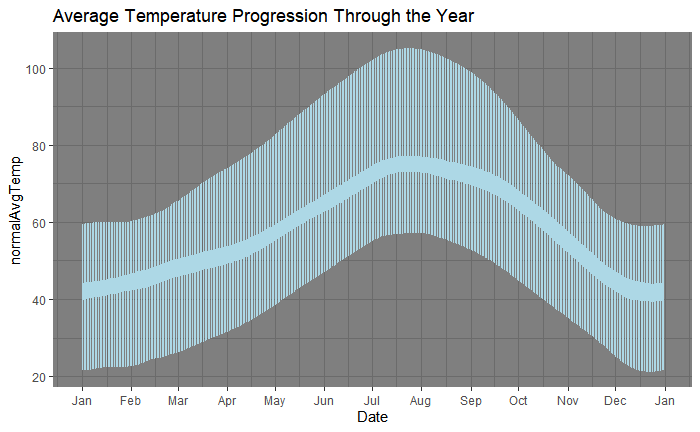 Average Temperature Progression Through the Year
normalAvgTemp
100
80
60
40
20
Jan Feb Mar Apr May Jun Jul Aug Sep Oct Nov Dec Jan
Date